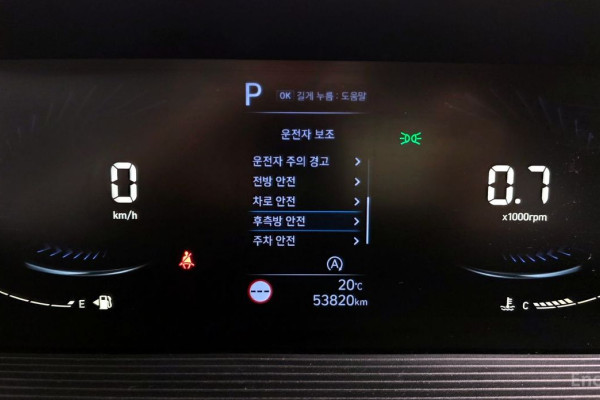 P OK 길게 누름 : 도움말
운전자 보조
운전자 주의 경고
전방 안전
차로 안전
후측방 안전
주차 안전
0
km/h
0.7
x1000rpm
A
E
---
20°C
53820km
C